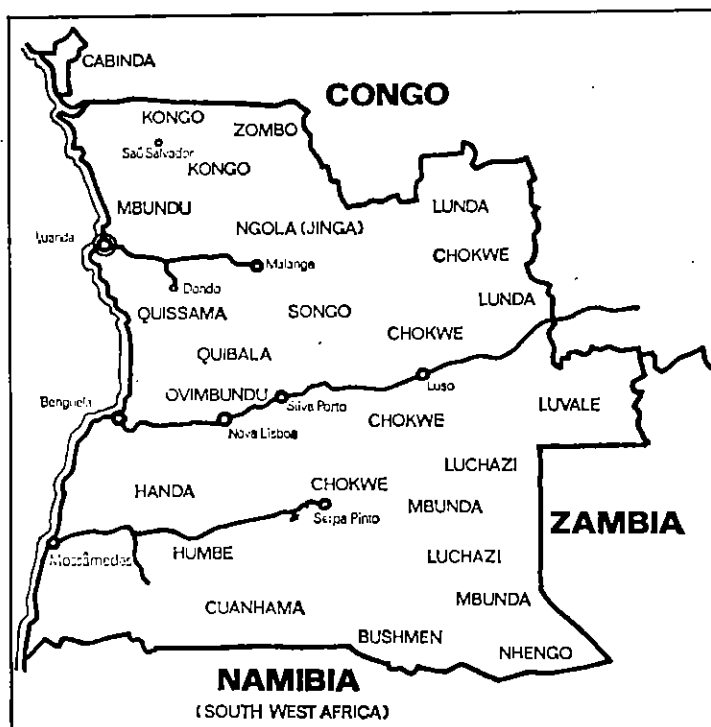 CABINDA
CONGO
KONGO
ZOMBO
Saũ Salvador
KONGO
MBUNDU
LUNDA
NGOLA (JINGA)
Luanda
CHOKWE
Malange
Dondo
LUNDA
QUISSAMA
SONGO
CHOKWE
QUIBALA
Luso
OVIMBUNDU
Silva Porto
Benguela
LUVALE
CHOKWE
Nova Lisboa
LUCHAZI
HANDA
CHOKWE
MBUNDA
Serpa Pinto
ZAMBIA
Mossâmedes
HUMBE
LUCHAZI
MBUNDA
CUANHAMA
BUSHMEN
NHENGO
NAMIBIA
(SOUTH WEST AFRICA)